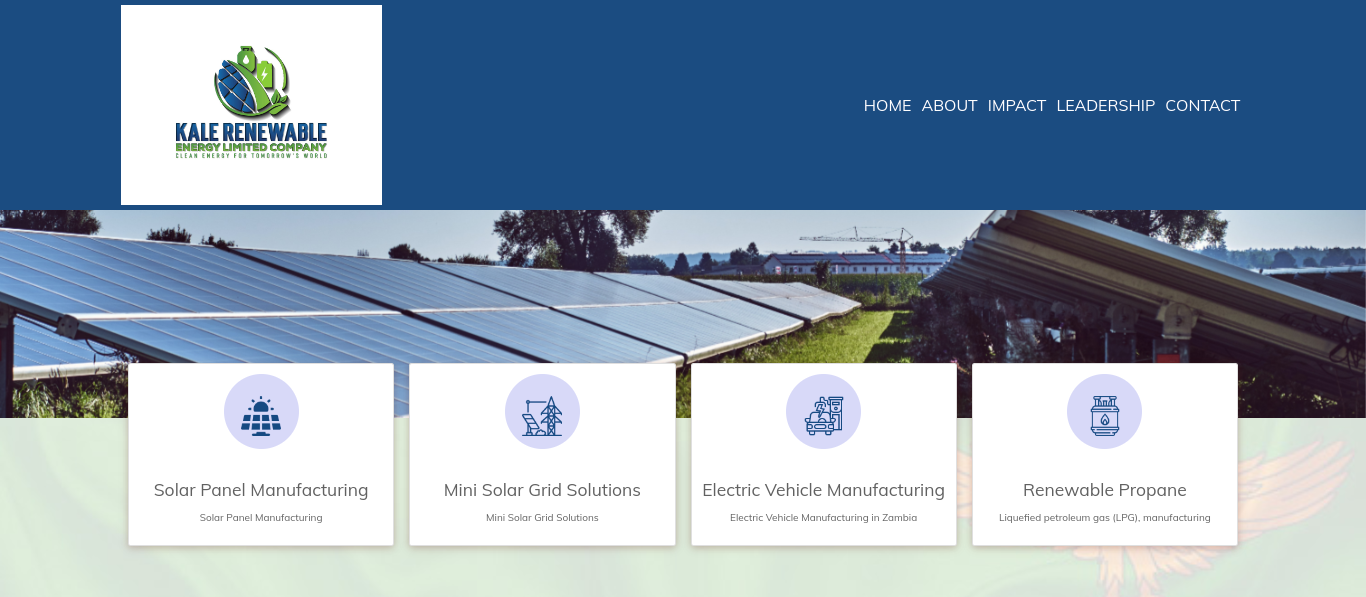 KALE RENEWABLE
ENERGY LIMITED COMPANY
CLEAN ENERGY FOR TOMORROW'S WORLD
HOME ABOUT IMPACT LEADERSHIP CONTACT
Solar Panel Manufacturing
Solar Panel Manufacturing
Mini Solar Grid Solutions
Mini Solar Grid Solutions
Electric Vehicle Manufacturing
Electric Vehicle Manufacturing in Zambia
Renewable Propane
Liquefied petroleum gas (LPG), manufacturing